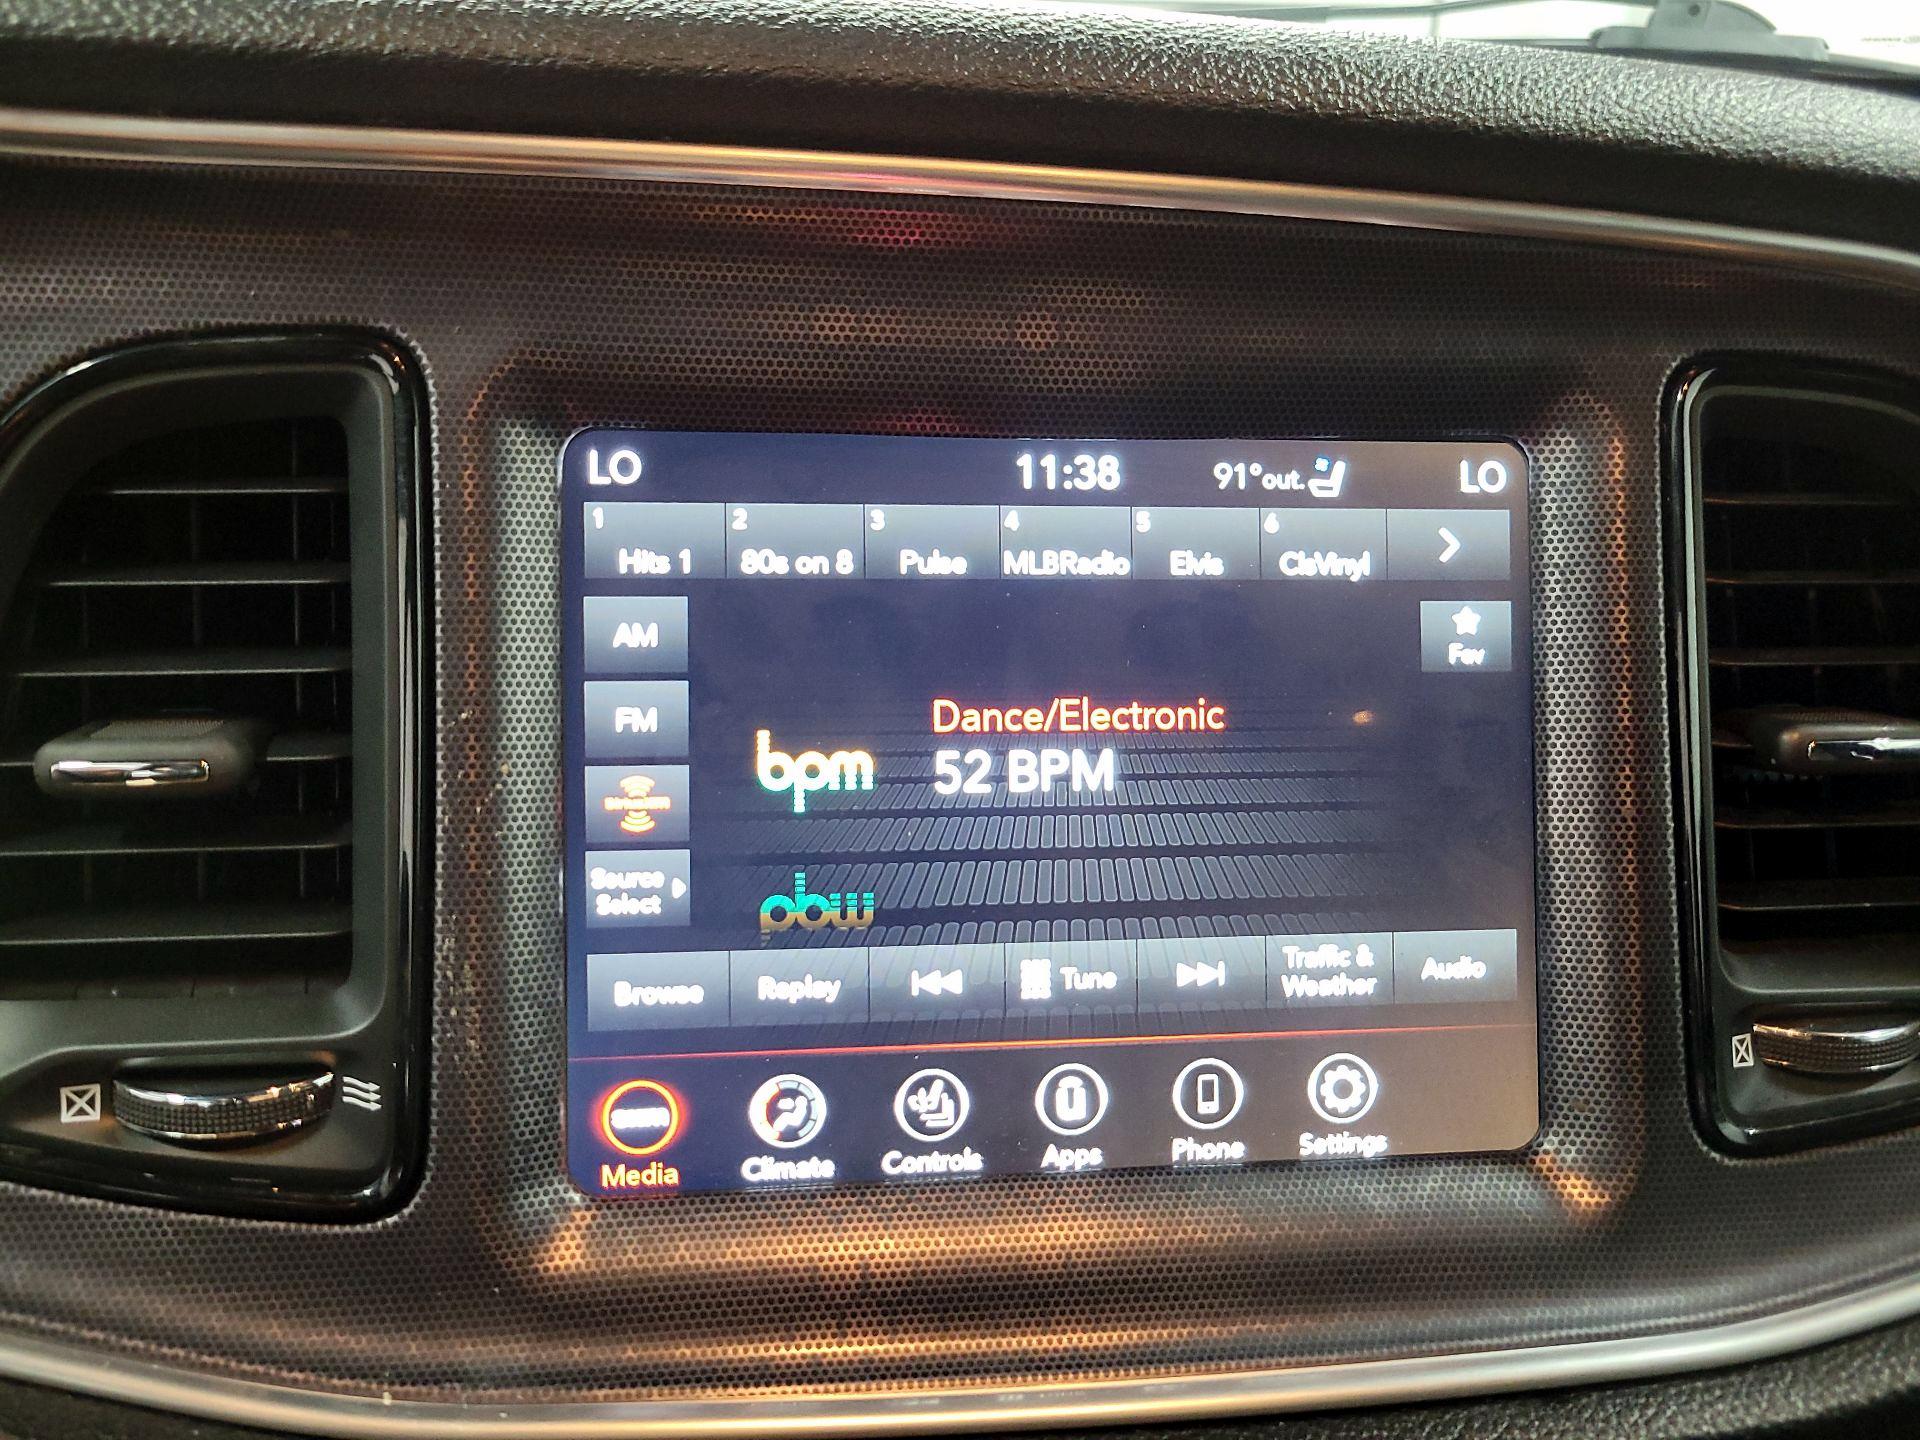 LO 11:38 91°out. LO
1 2 3 4 5 6
Hits 1 80s on 8 Pulse MLBRadio Elvis ClsVinyl
AM
Fav
FM
Dance/Electronic
bpm 52 BPM
Source
Select
bpm
Browse Replay Tune Traffic & Weather Audio
Media Climate Controls Apps Phone Settings